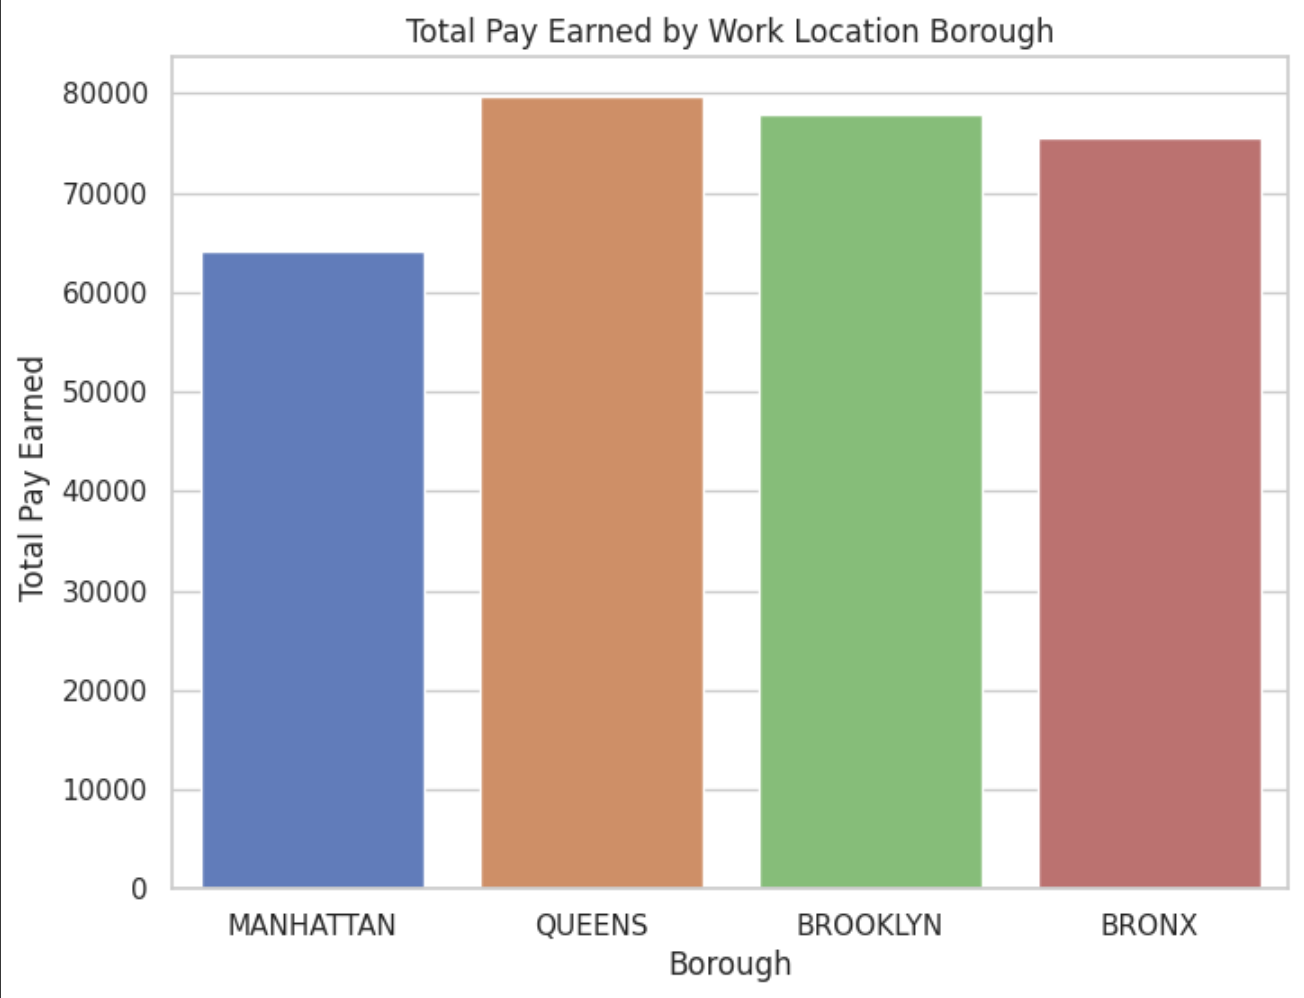 Total Pay Earned by Work Location Borough
Total Pay Earned
80000
70000
60000
50000
40000
30000
20000
10000
0
MANHATTAN QUEENS BROOKLYN BRONX
Borough